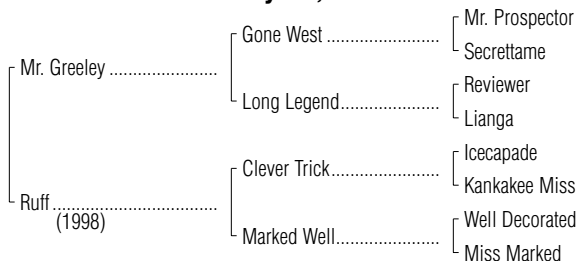 Mr. Prospector
Gone West ..............................
Secrettame
Mr. Greeley .............................
Reviewer
Long Legend..........................
Lianga
Icecapade
Clever Trick.............................
Kankakee Miss
Ruff............................................
(1998)
Well Decorated
Marked Well...........................
Miss Marked